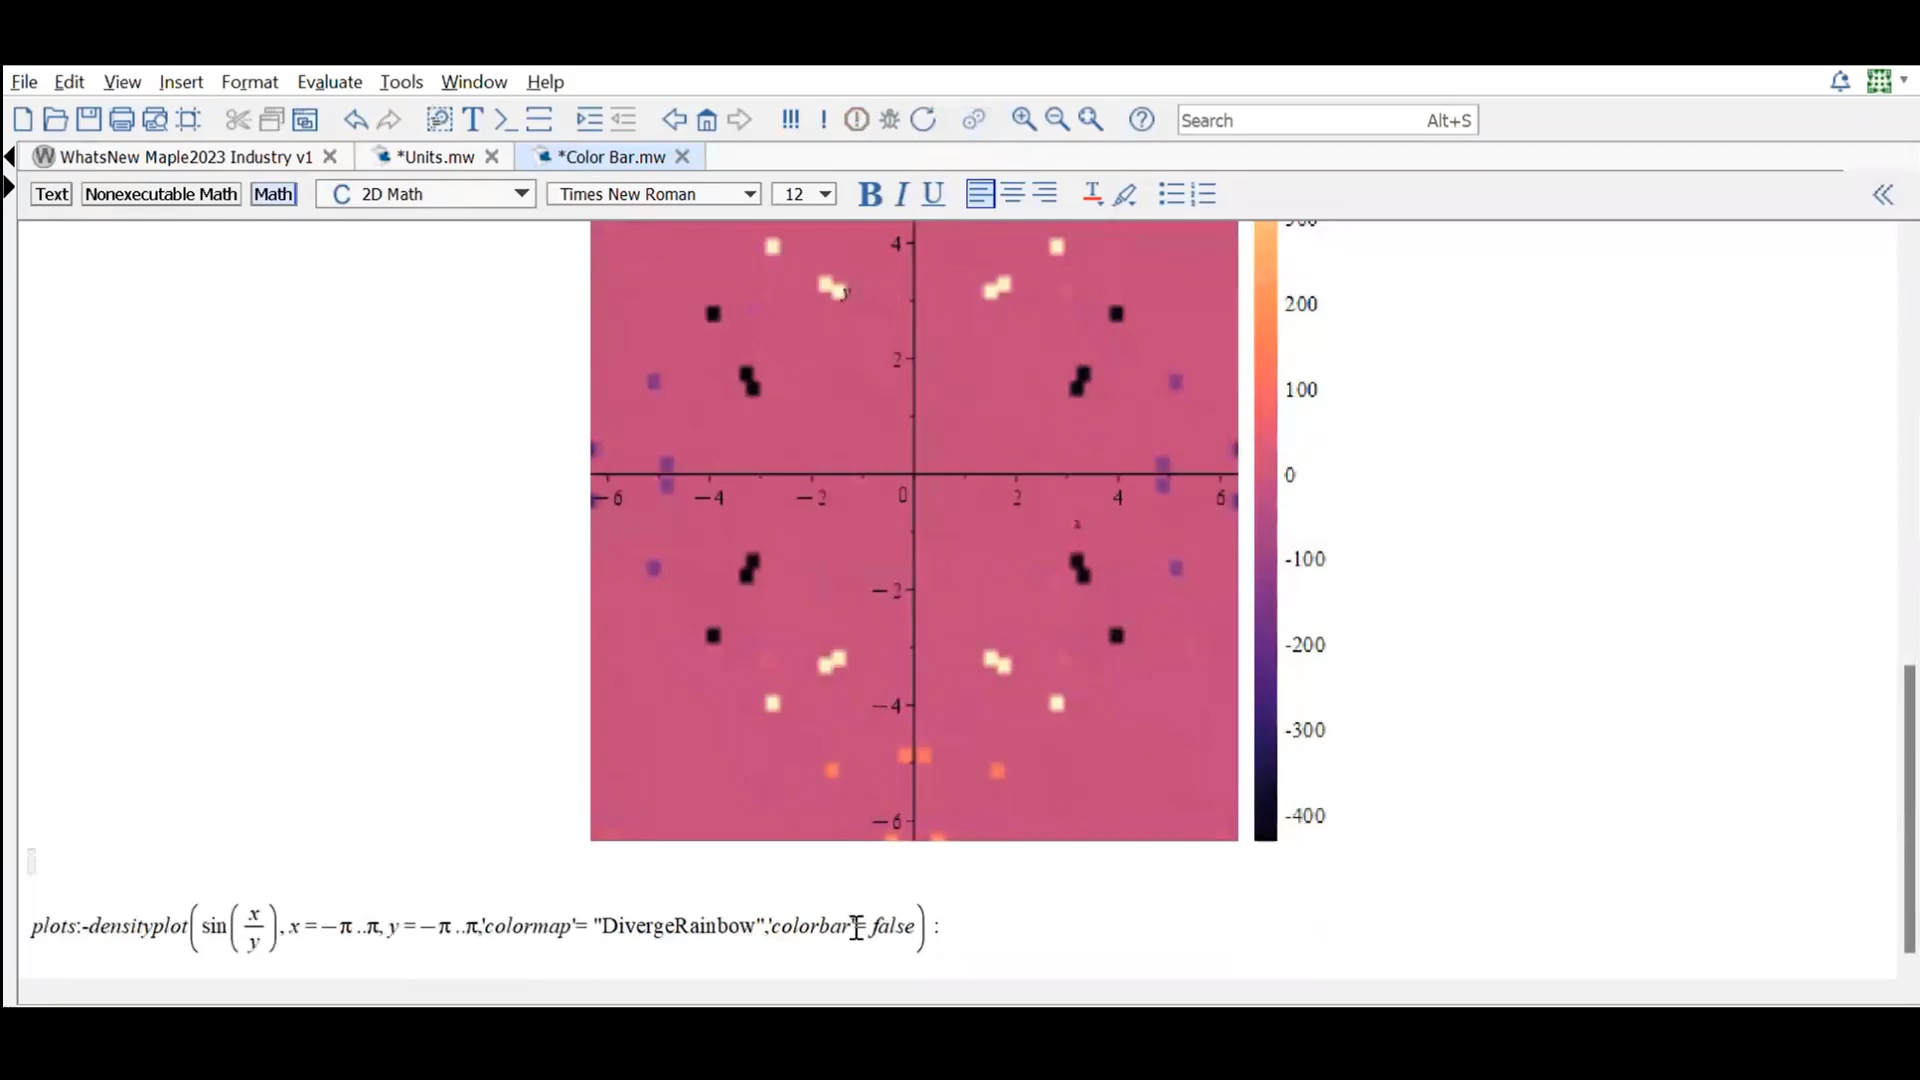 File Edit View Insert Format Evaluate Tools Window Help
Search Alt+S
WhatsNew Maple2023 Industry v1 *Units.mw *Color Bar.mw
Text Nonexecutable Math Math C 2D Math Times New Roman 12 B I U
4
y
200
2
100
−6 −4 −2 0 2 4 6
0
x
-100
−2
-200
−4
-300
−6
-400
plots:-densityplot(sin(x/y), x = −π ..π, y = −π ..π,'colormap'= "DivergeRainbow",'colorbar'= false) :